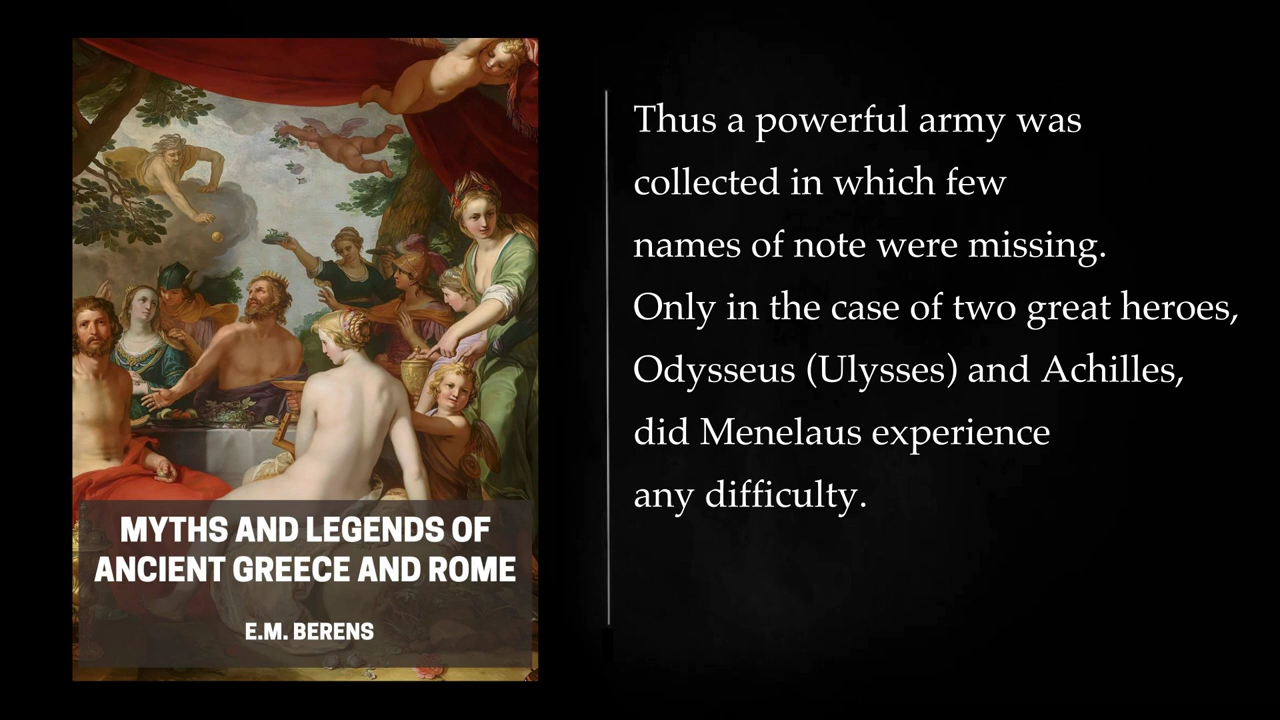 MYTHS AND LEGENDS OF
ANCIENT GREECE AND ROME
E.M. BERENS
Thus a powerful army was
collected in which few
names of note were missing.
Only in the case of two great heroes,
Odysseus (Ulysses) and Achilles,
did Menelaus experience
any difficulty.